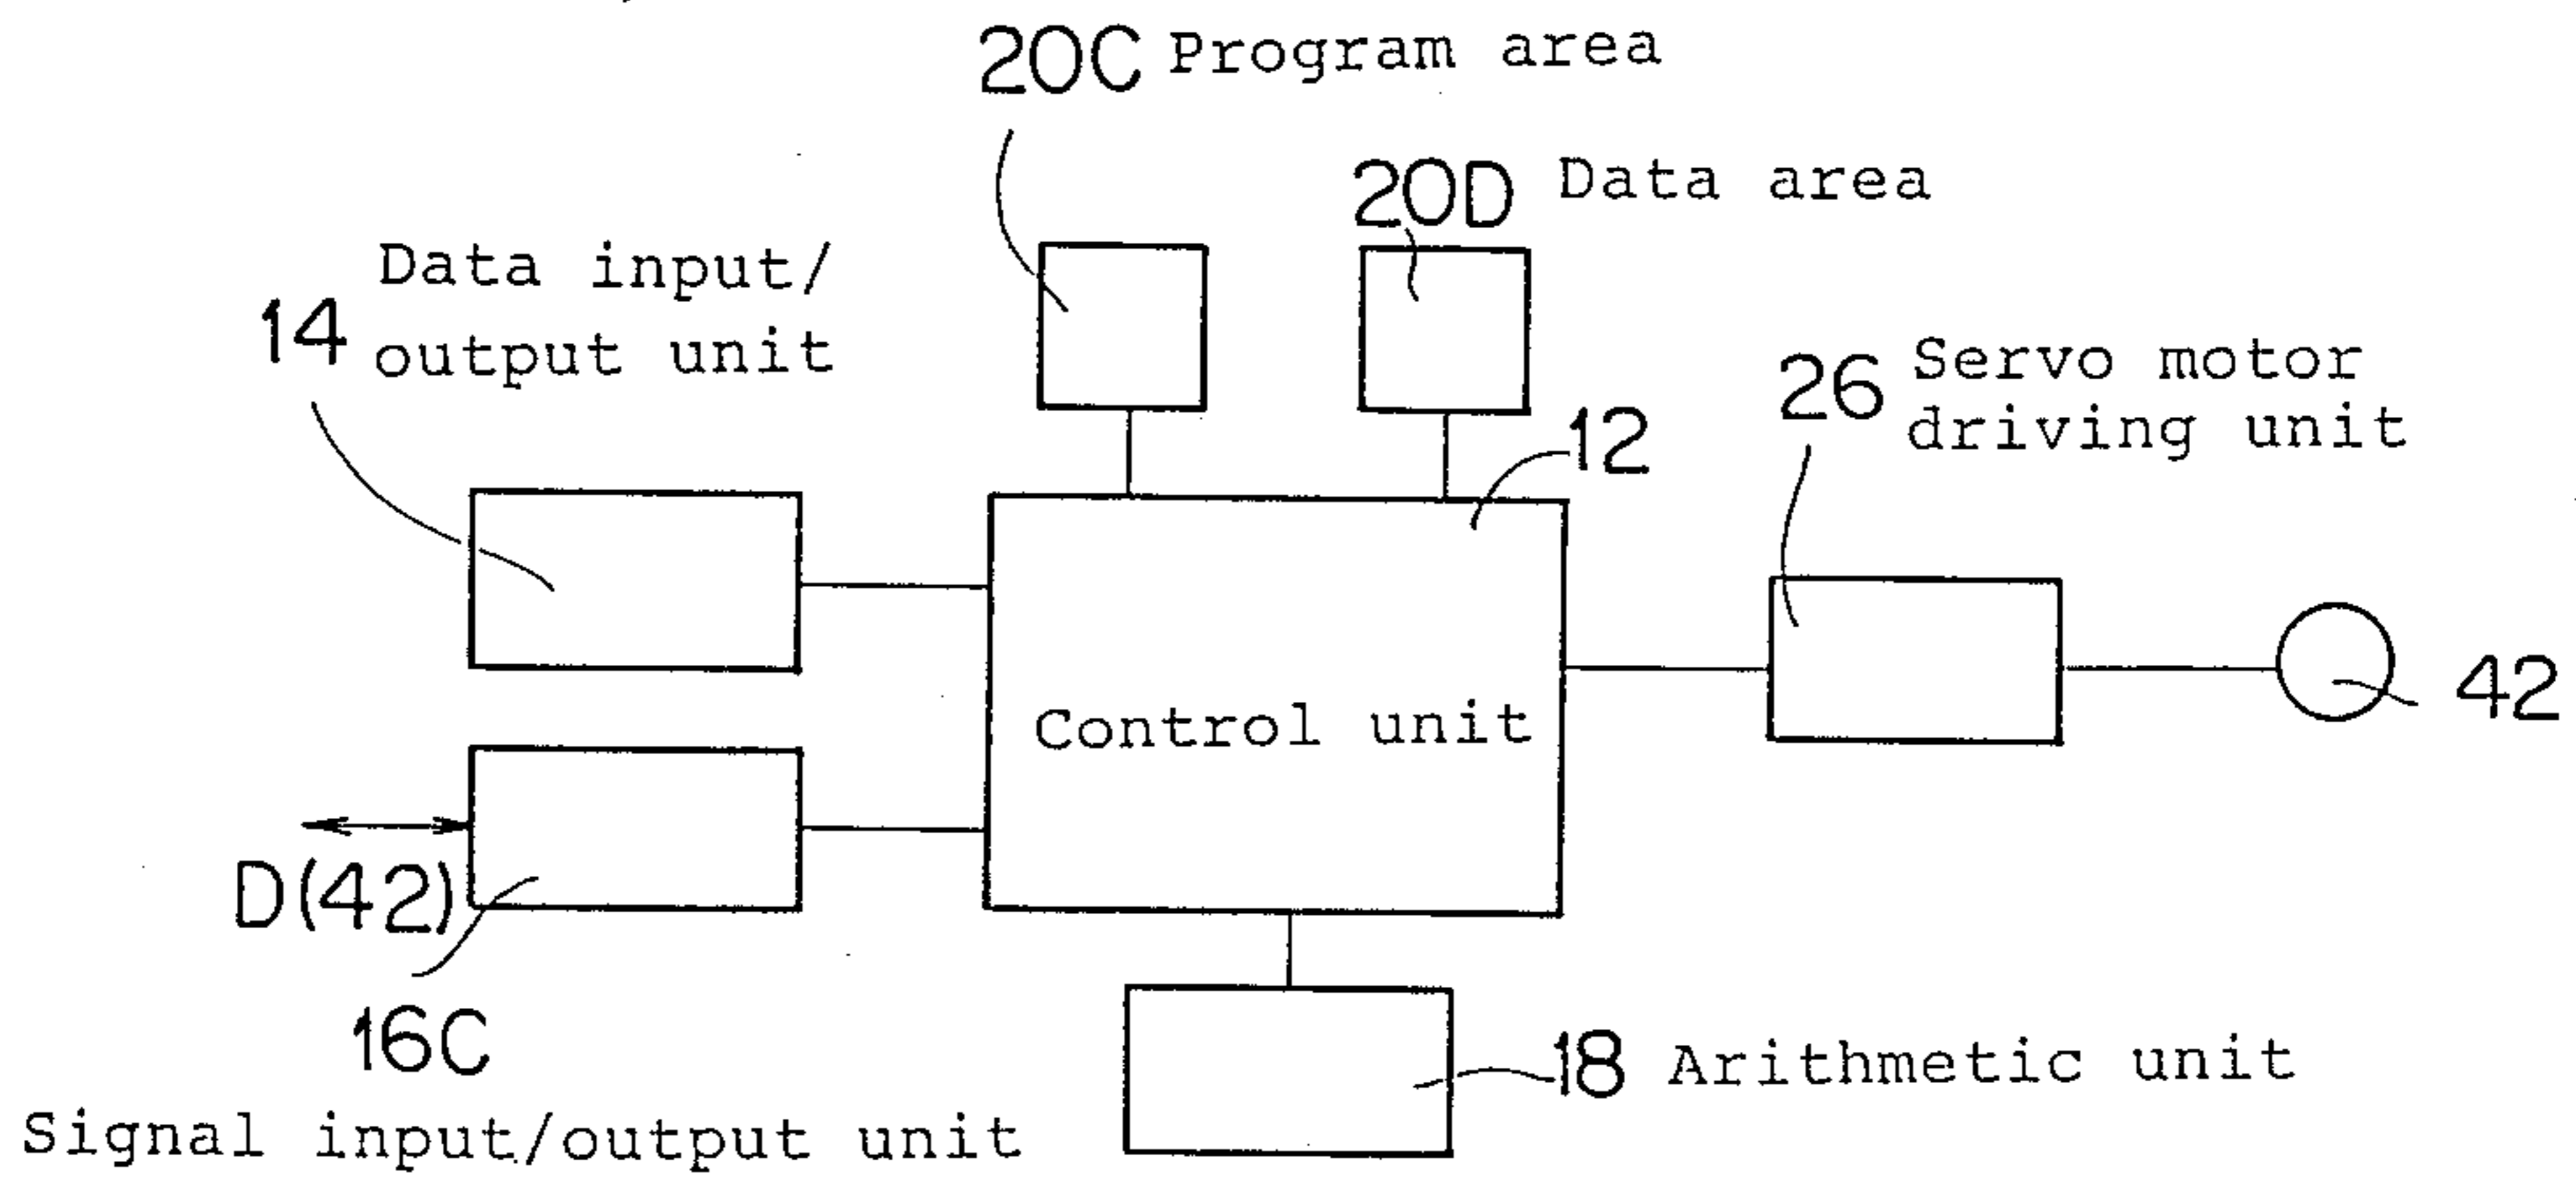 20C Program area
20D Data area
Data input/
14 output unit
26 Servo motor
driving unit
12
Control unit
42
D(42)
16C
Signal input/output unit
18 Arithmetic unit